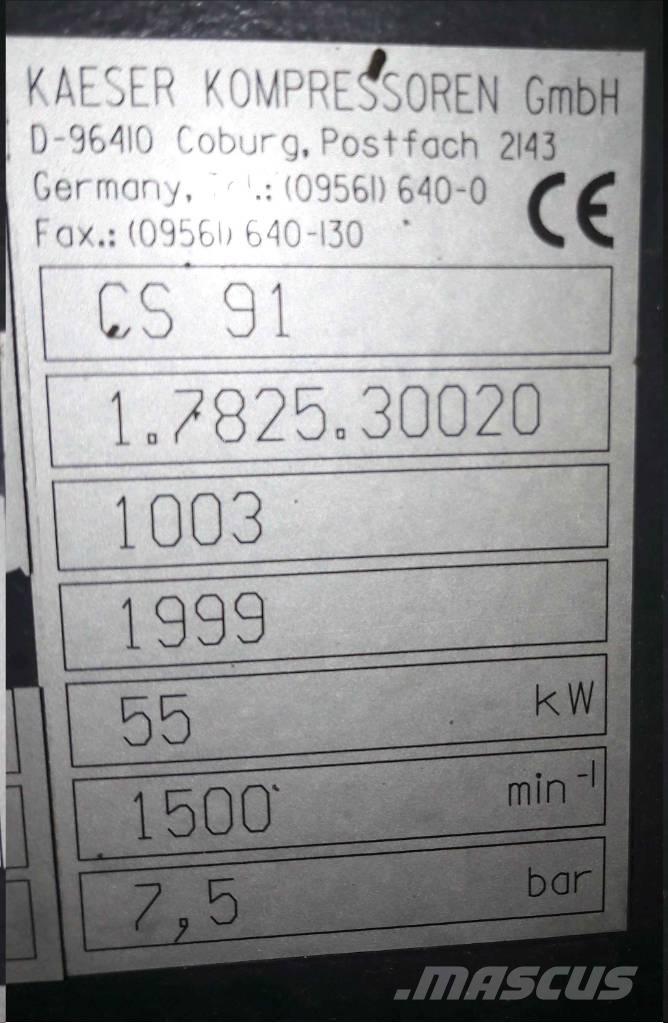 KAESER KOMPRESSOREN GmbH
D-96410 Coburg, Postfach 2143
Germany, .: (09561) 640-0
Fax.: (09561) 640-130
CE
CS 91
1.7825.30020
1003
1999
55 kW
1500 min⁻¹
7,5 bar
.MASCUS